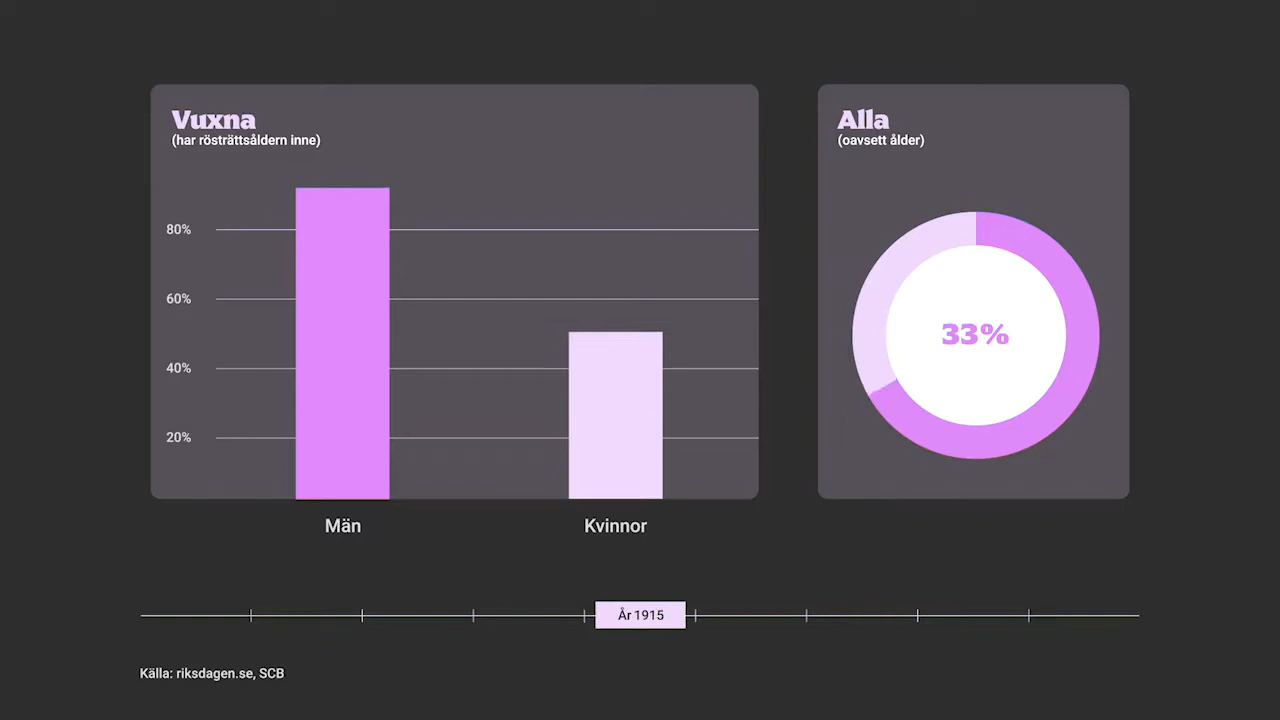 Vuxna
(har rösträttsåldern inne)
80%
60%
40%
20%
Män
Kvinnor
Alla
(oavsett ålder)
33%
År 1915
Källa: riksdagen.se, SCB